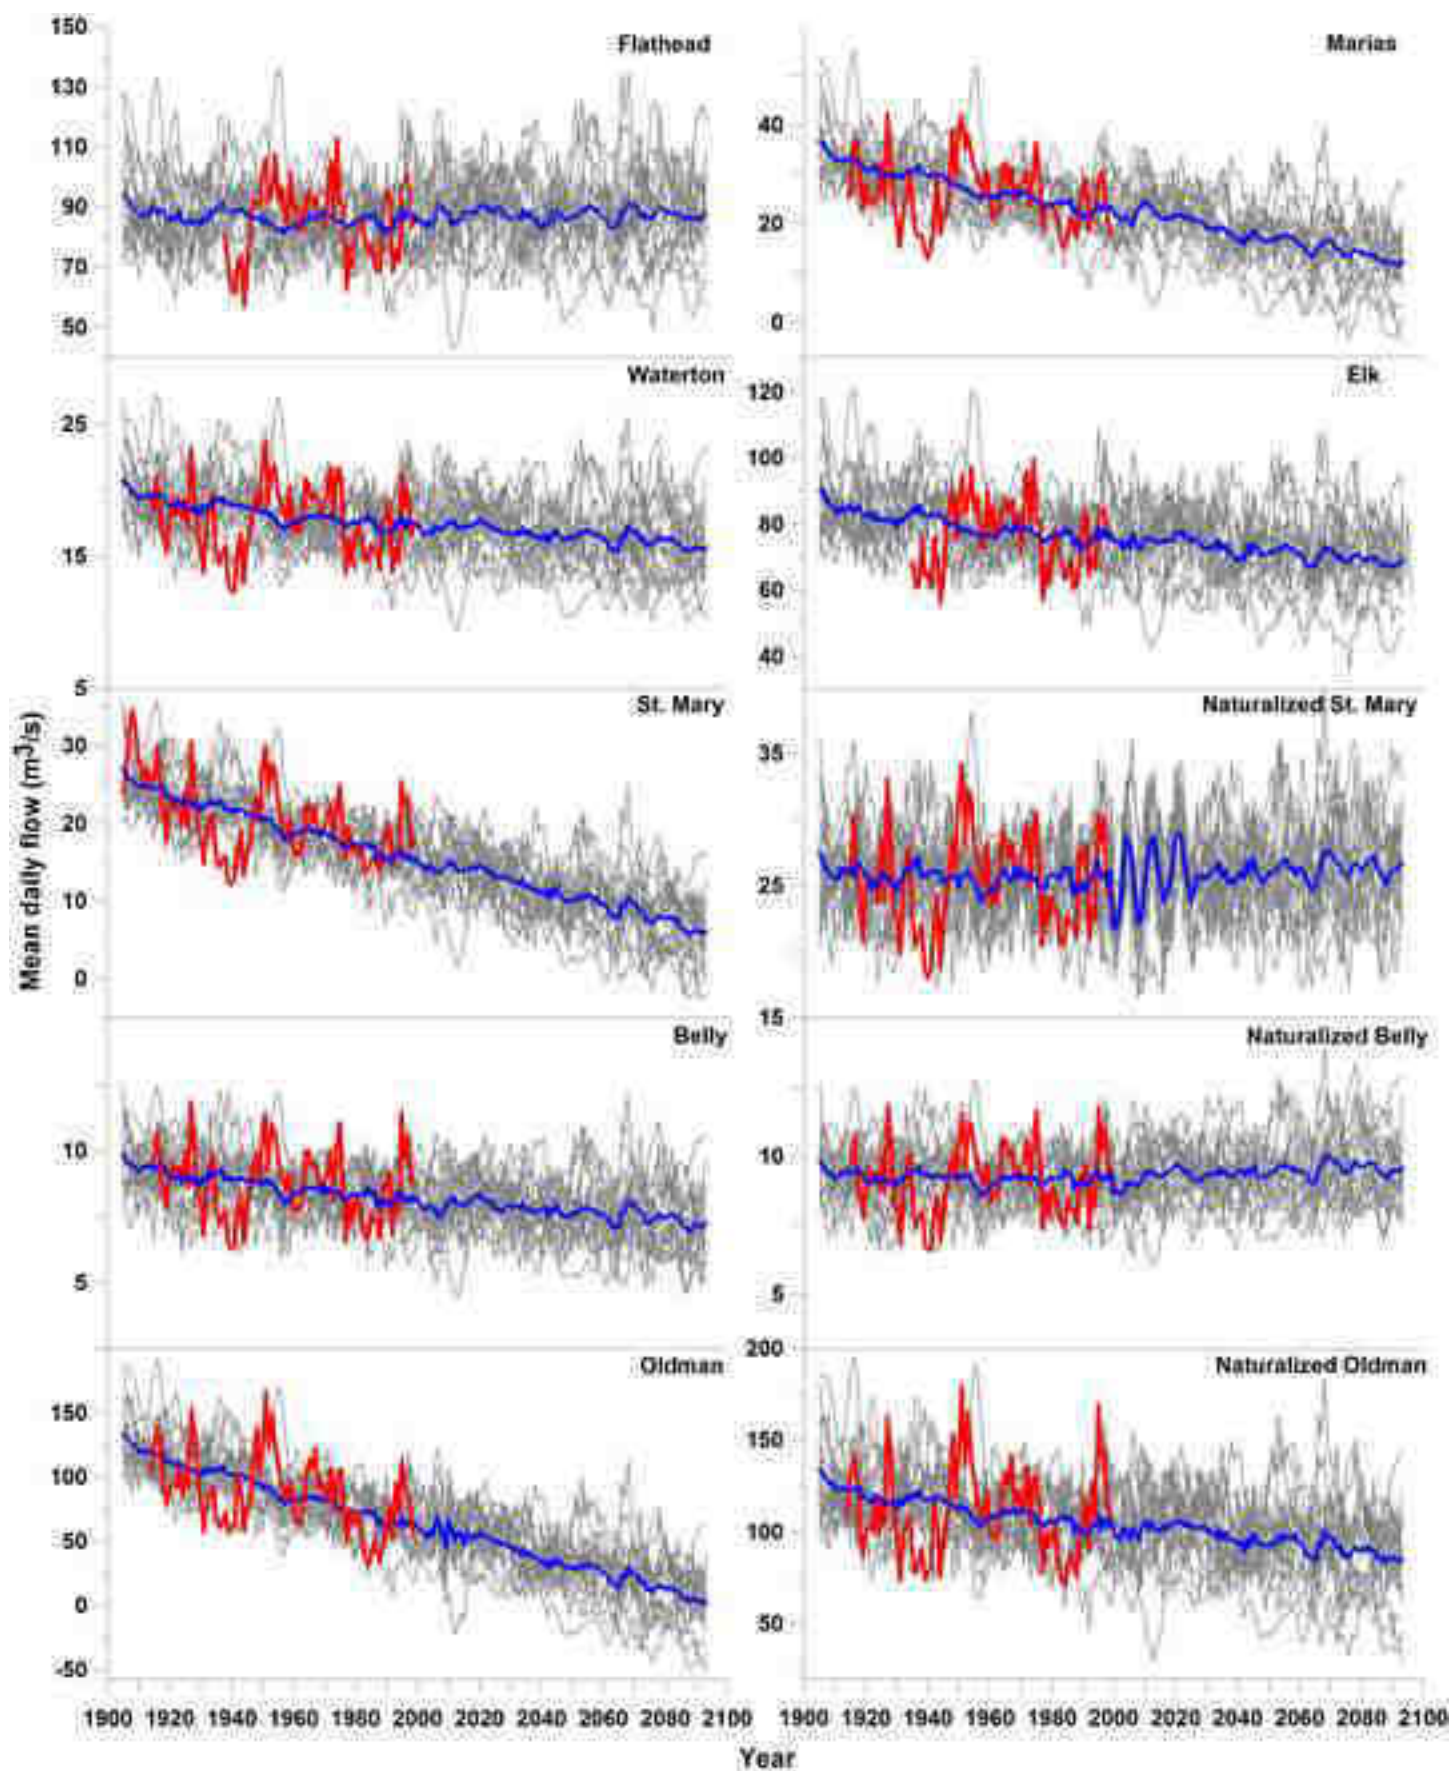 150
130
110
90
70
50
Flathead
40
20
0
Marias
25
15
5
Waterton
120
100
80
60
40
Elk
30
20
10
0
St. Mary
35
25
15
Naturalized St. Mary
10
5
Belly
10
5
Naturalized Belly
150
100
50
0
-50
Oldman
200
150
100
50
Naturalized Oldman
Mean daily flow (m3/s)
1900 1920 1940 1960 1980 2000 2020 2040 2060 2080 2100
1900 1920 1940 1960 1980 2000 2020 2040 2060 2080 2100
Year